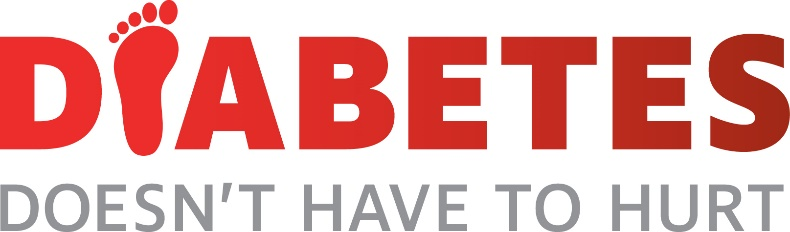 DIABETES
DOESN'T HAVE TO HURT